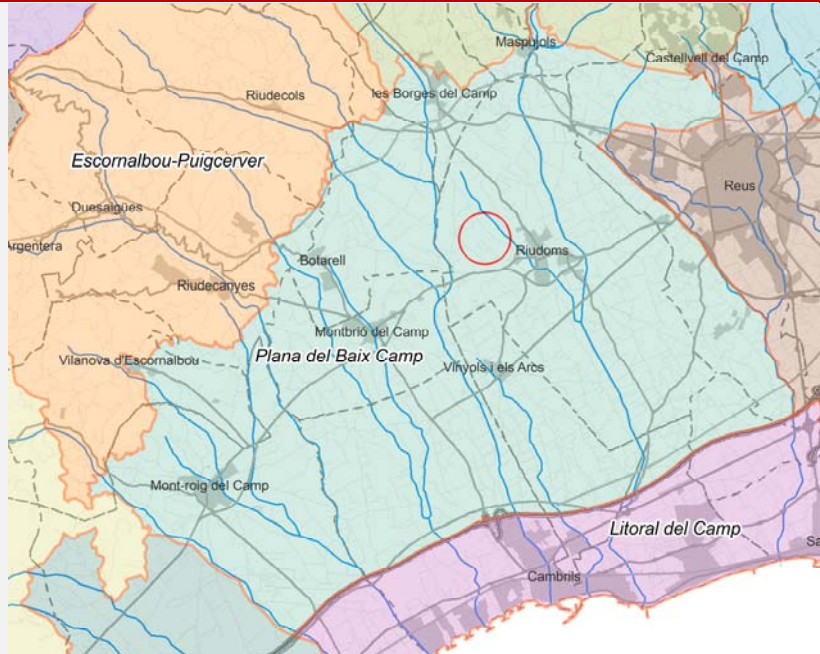 Maspujols
Castellvell del Camp
Riudecols
les Borges del Camp
Escornalbou-Puigcerver
Reus
Duesaigües
Argentera
Riudoms
Botarell
Riudecanyes
Montbrió del Camp
Plana del Baix Camp
Vilanova d'Escornalbou
Vinyols i els Arcs
Mont-roig del Camp
Litoral del Camp
Sa
Cambrils